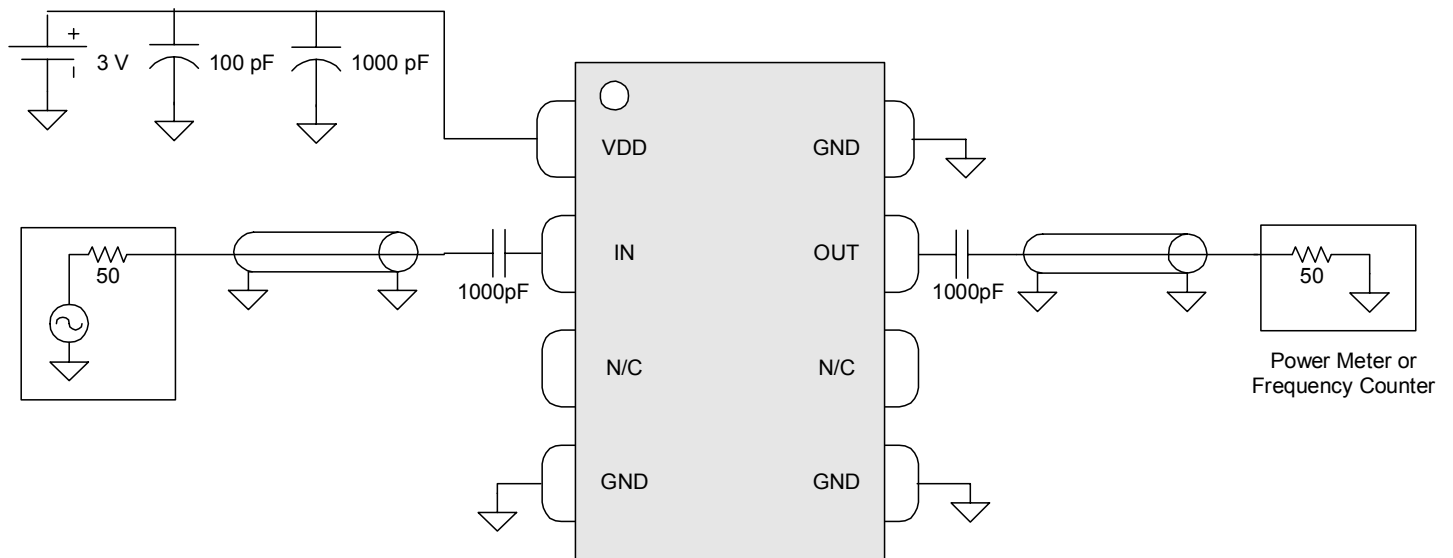 +
–
3 V
100 pF
1000 pF
VDD
GND
50
1000pF
IN
OUT
1000pF
50
N/C
N/C
Power Meter or
Frequency Counter
GND
GND